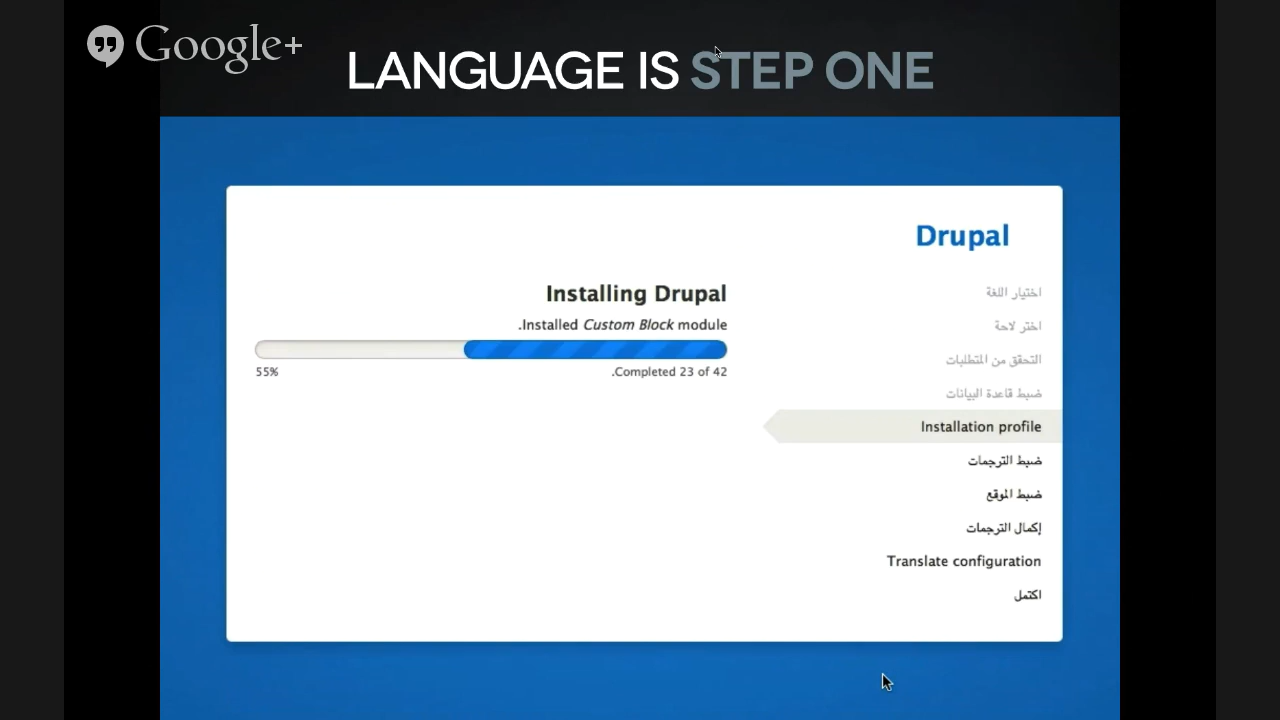 Google+
LANGUAGE IS STEP ONE
Drupal
اختيار اللغة
اختر لاحة
التحقق من المتطلبات
ضبط قاعدة البيانات
Installation profile
ضبط الترجمات
ضبط الموقع
إكمال الترجمات
Translate configuration
اكتمل
Installing Drupal
.Installed Custom Block module
55%
.Completed 23 of 42